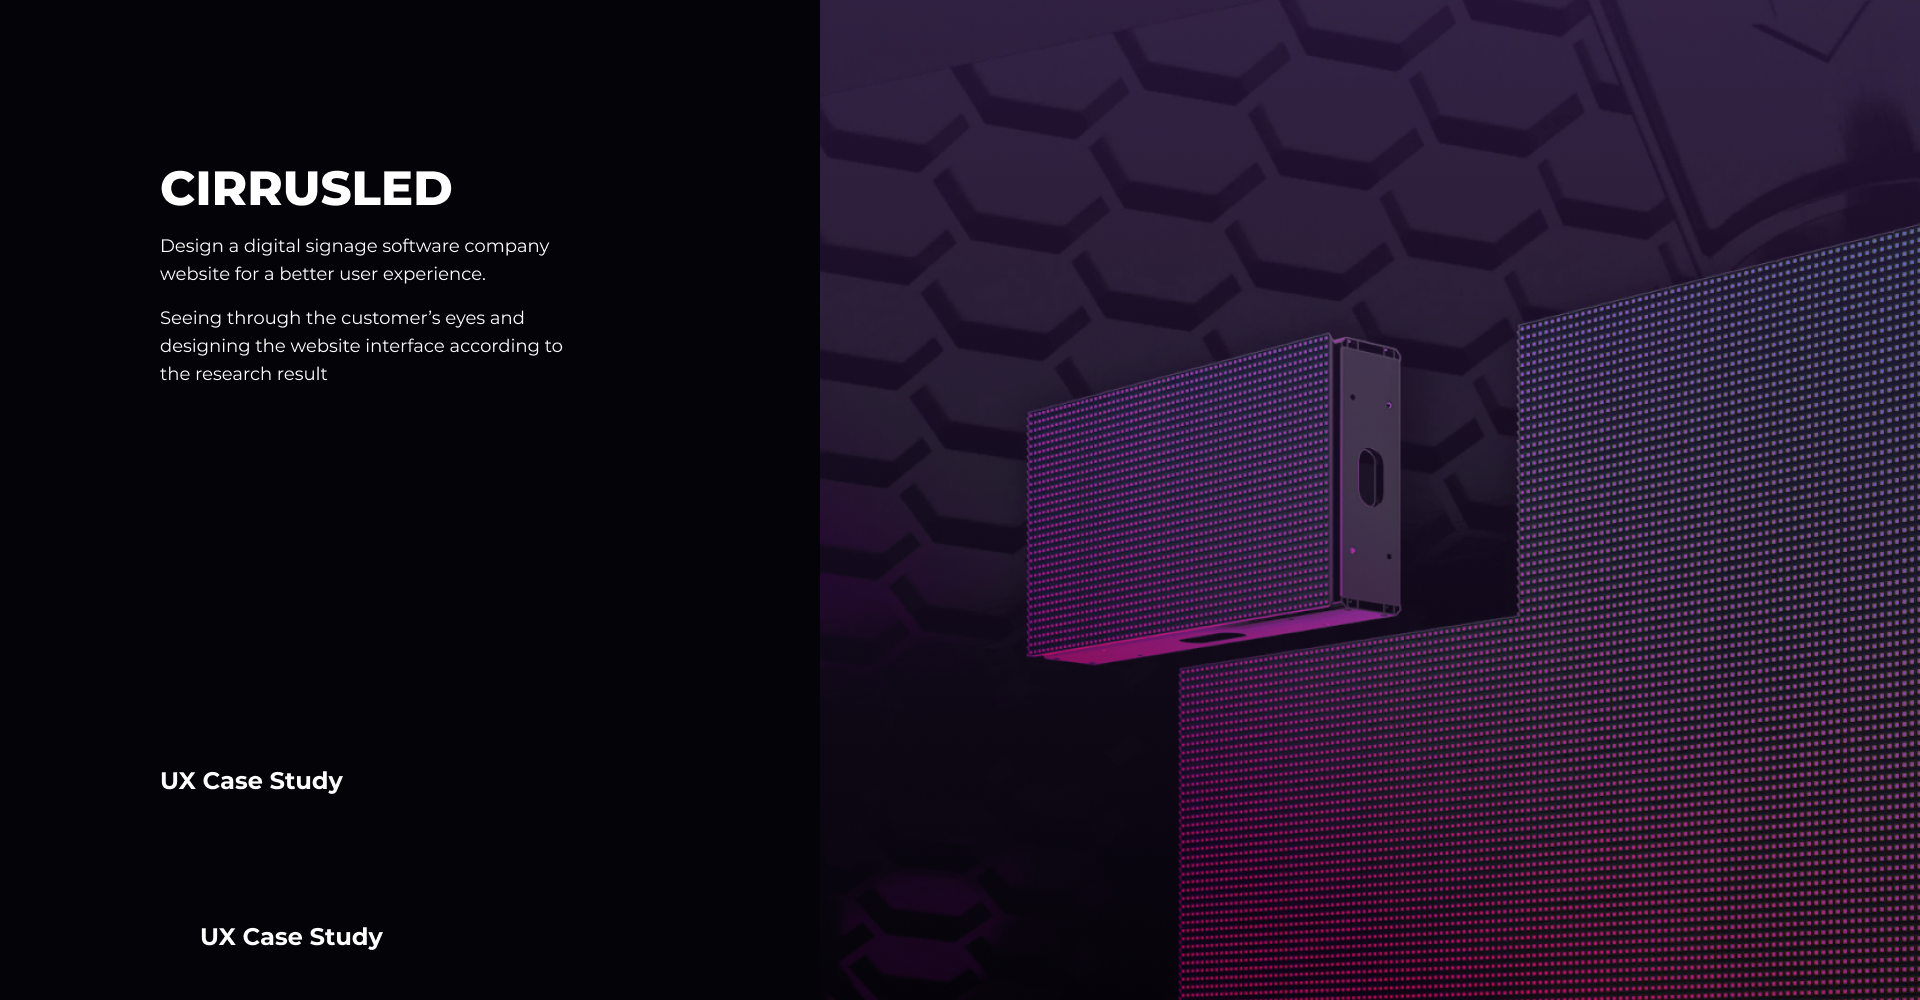 CIRRUSLED
Design a digital signage software company
website for a better user experience.
Seeing through the customer’s eyes and
designing the website interface according to
the research result
UX Case Study
UX Case Study